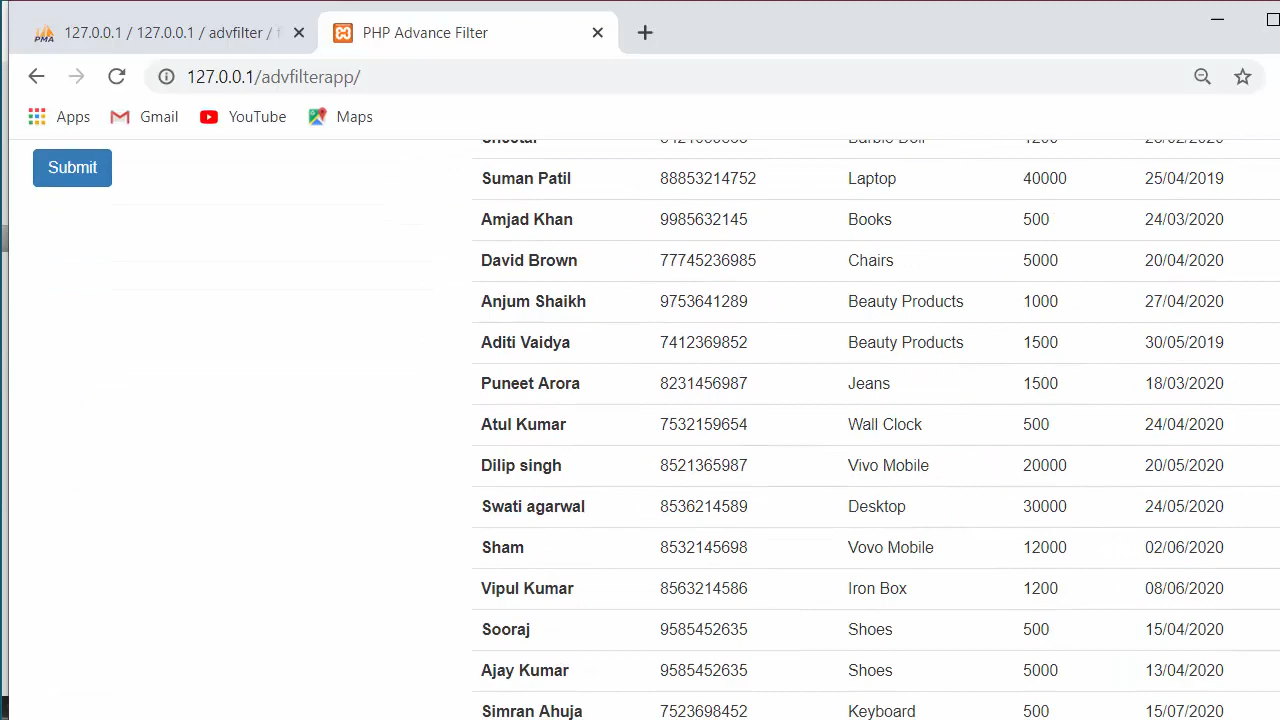 PMA 127.0.0.1 / 127.0.0.1 / advfilter /
PHP Advance Filter
127.0.0.1/advfilterapp/
Apps Gmail YouTube Maps
Submit
Suman Patil 88853214752 Laptop 40000 25/04/2019
Amjad Khan 9985632145 Books 500 24/03/2020
David Brown 77745236985 Chairs 5000 20/04/2020
Anjum Shaikh 9753641289 Beauty Products 1000 27/04/2020
Aditi Vaidya 7412369852 Beauty Products 1500 30/05/2019
Puneet Arora 8231456987 Jeans 1500 18/03/2020
Atul Kumar 7532159654 Wall Clock 500 24/04/2020
Dilip singh 8521365987 Vivo Mobile 20000 20/05/2020
Swati agarwal 8536214589 Desktop 30000 24/05/2020
Sham 8532145698 Vovo Mobile 12000 02/06/2020
Vipul Kumar 8563214586 Iron Box 1200 08/06/2020
Sooraj 9585452635 Shoes 500 15/04/2020
Ajay Kumar 9585452635 Shoes 5000 13/04/2020
Simran Ahuja 7523698452 Keyboard 500 15/07/2020